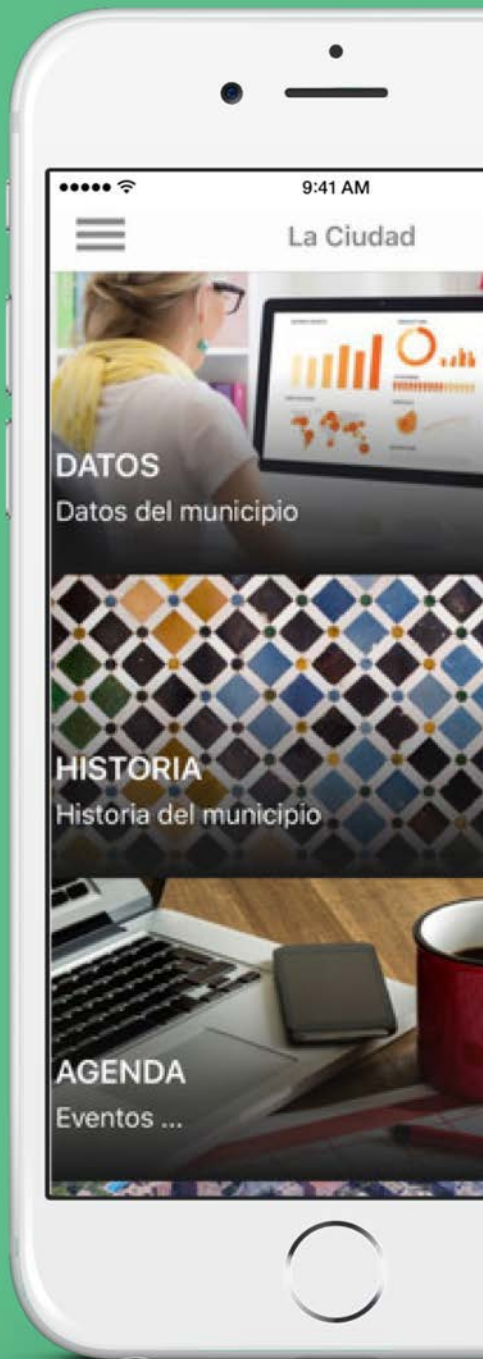 9:41 AM
La Ciudad
DATOS
Datos del municipio
HISTORIA
Historia del municipio
AGENDA
Eventos ...